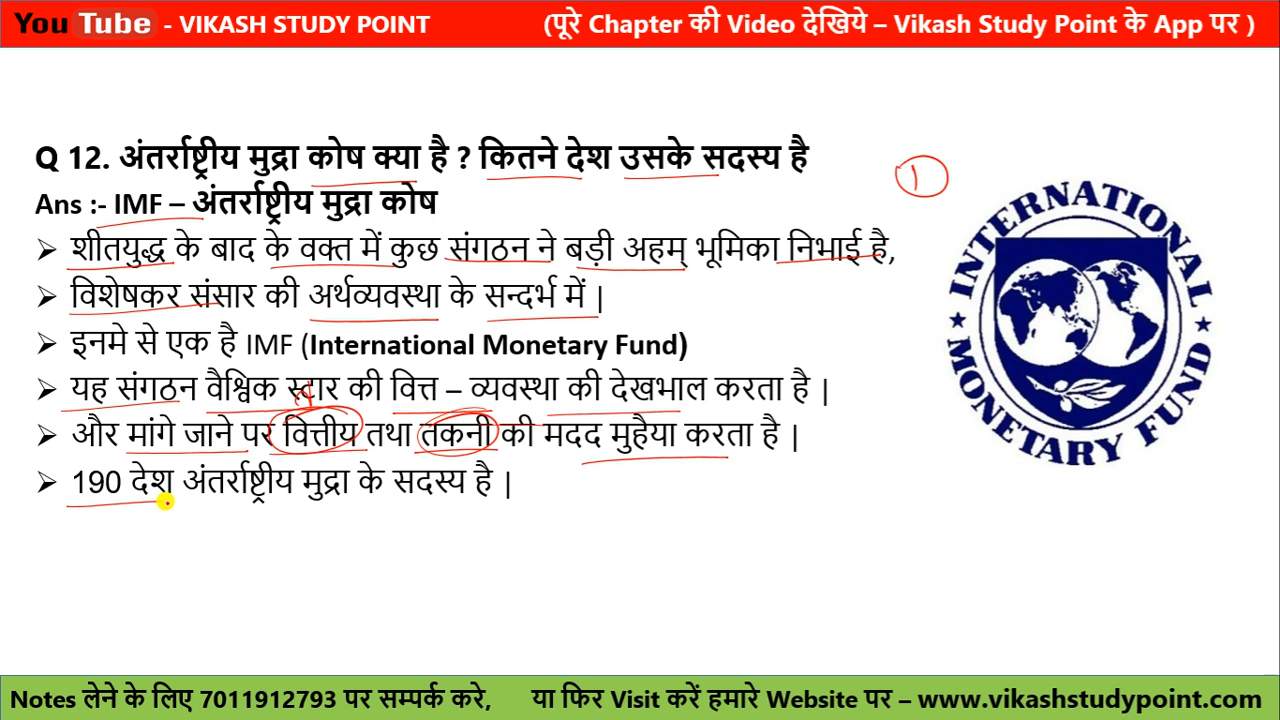 YouTube - VIKASH STUDY POINT (पूरे Chapter की Video देखिये – Vikash Study Point के App पर )
Q 12. अंतर्राष्ट्रीय मुद्रा कोष क्या है ? कितने देश उसके सदस्य है
Ans :- IMF – अंतर्राष्ट्रीय मुद्रा कोष
➢ शीतयुद्ध के बाद के वक्त में कुछ संगठन ने बड़ी अहम् भूमिका निभाई है,
➢ विशेषकर संसार की अर्थव्यवस्था के सन्दर्भ में |
➢ इनमे से एक है IMF (International Monetary Fund)
➢ यह संगठन वैश्विक स्तार की वित्त – व्यवस्था की देखभाल करता है |
➢ और मांगे जाने पर वित्तीय तथा तकनी की मदद मुहैया करता है |
➢ 190 देश अंतर्राष्ट्रीय मुद्रा के सदस्य है |
1
INTERNATIONAL
MONETARY FUND
Notes लेने के लिए 7011912793 पर सम्पर्क करे, या फिर Visit करें हमारे Website पर – www.vikashstudypoint.com